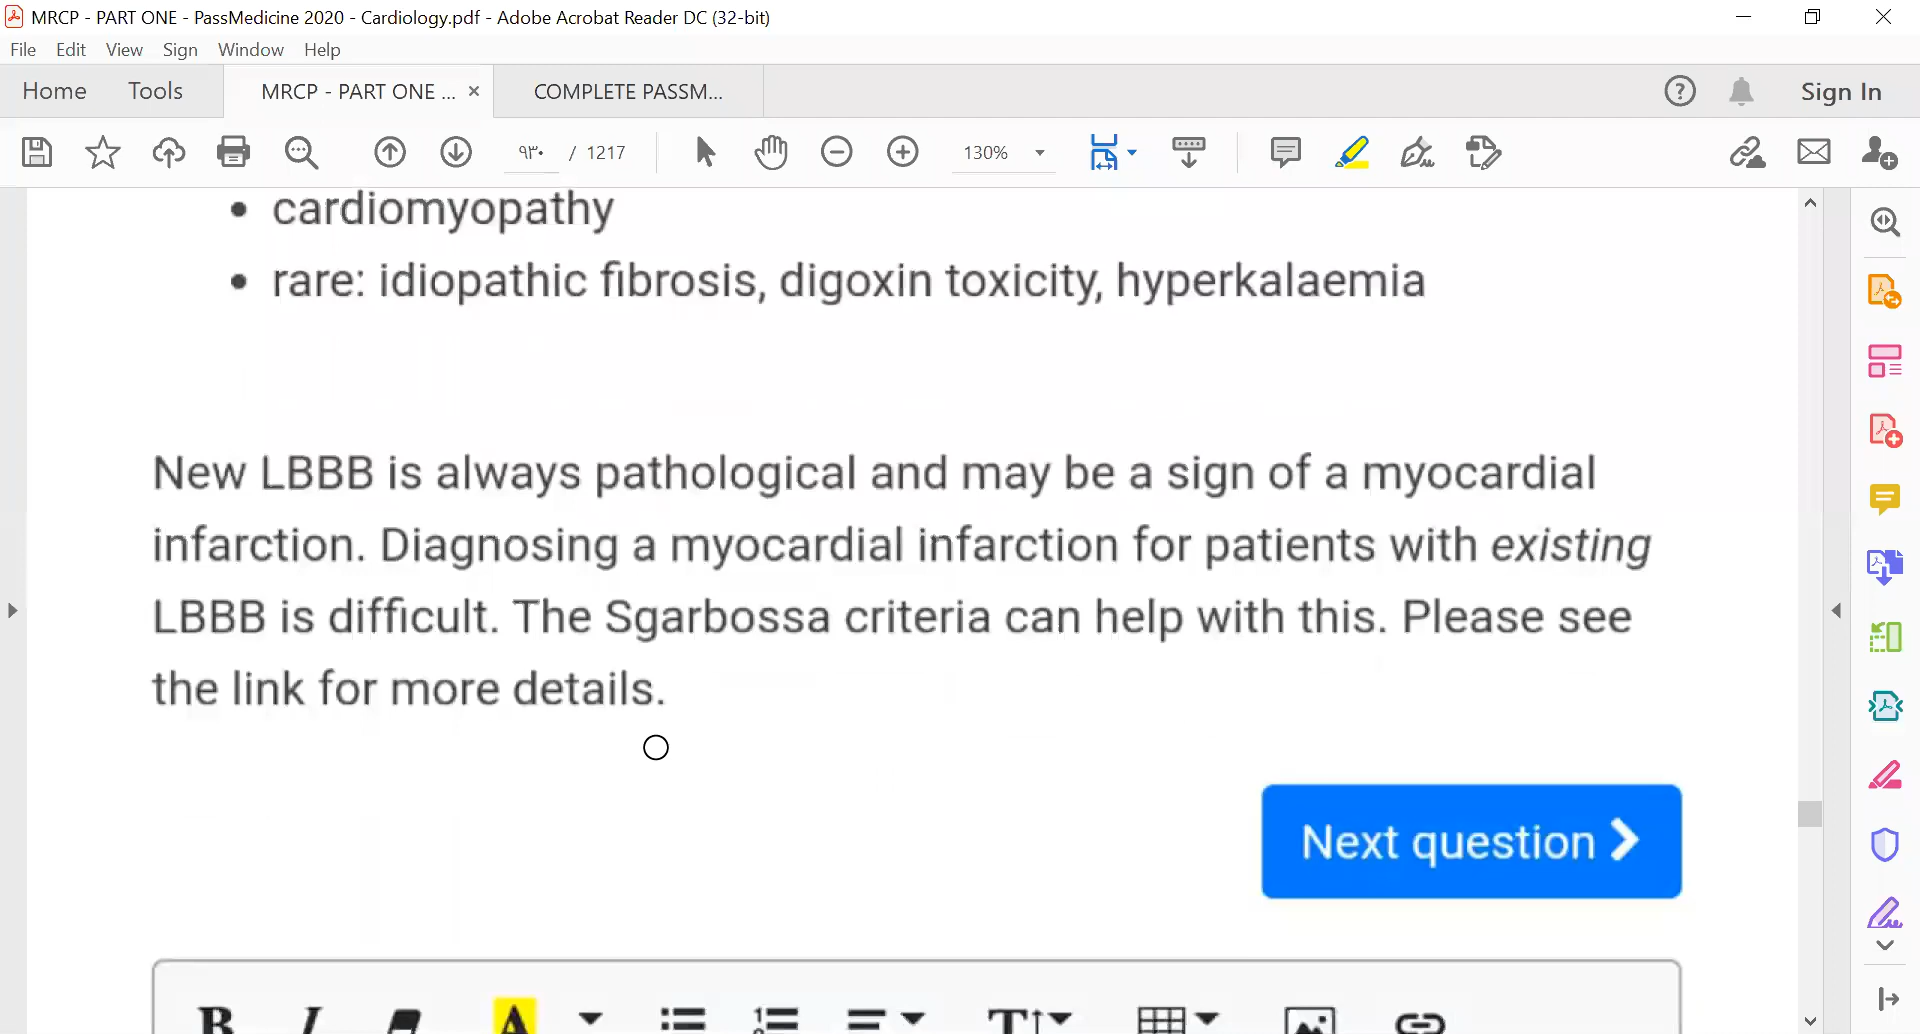 MRCP - PART ONE - PassMedicine 2020 - Cardiology.pdf - Adobe Acrobat Reader DC (32-bit)
File Edit View Sign Window Help
Home Tools MRCP - PART ONE ... × COMPLETE PASSM... ? Sign In
٩٣٠ / 1217 130%
• cardiomyopathy
• rare: idiopathic fibrosis, digoxin toxicity, hyperkalaemia
New LBBB is always pathological and may be a sign of a myocardial
infarction. Diagnosing a myocardial infarction for patients with existing
LBBB is difficult. The Sgarbossa criteria can help with this. Please see
the link for more details.
Next question
B I A T